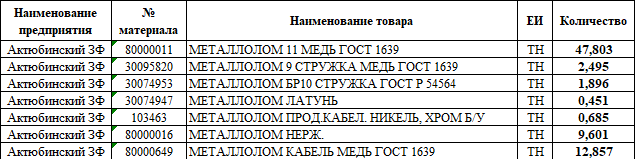 Наименование предприятия № материала Наименование товара ЕИ Количество
Актюбинский ЗФ 80000011 МЕТАЛЛОЛОМ 11 МЕДЬ ГОСТ 1639 ТН 47,803
Актюбинский ЗФ 30095820 МЕТАЛЛОЛОМ 9 СТРУЖКА МЕДЬ ГОСТ 1639 ТН 2,495
Актюбинский ЗФ 30074953 МЕТАЛЛОЛОМ БР10 СТРУЖКА ГОСТ Р 54564 ТН 1,896
Актюбинский ЗФ 30074947 МЕТАЛЛОЛОМ ЛАТУНЬ ТН 0,451
Актюбинский ЗФ 103463 МЕТАЛЛОЛОМ ПРОД.КАБЕЛ. НИКЕЛЬ, ХРОМ Б/У ТН 0,685
Актюбинский ЗФ 80000016 МЕТАЛЛОЛОМ НЕРЖ. ТН 9,601
Актюбинский ЗФ 80000649 МЕТАЛЛОЛОМ КАБЕЛЬ МЕДЬ ГОСТ 1639 ТН 12,857